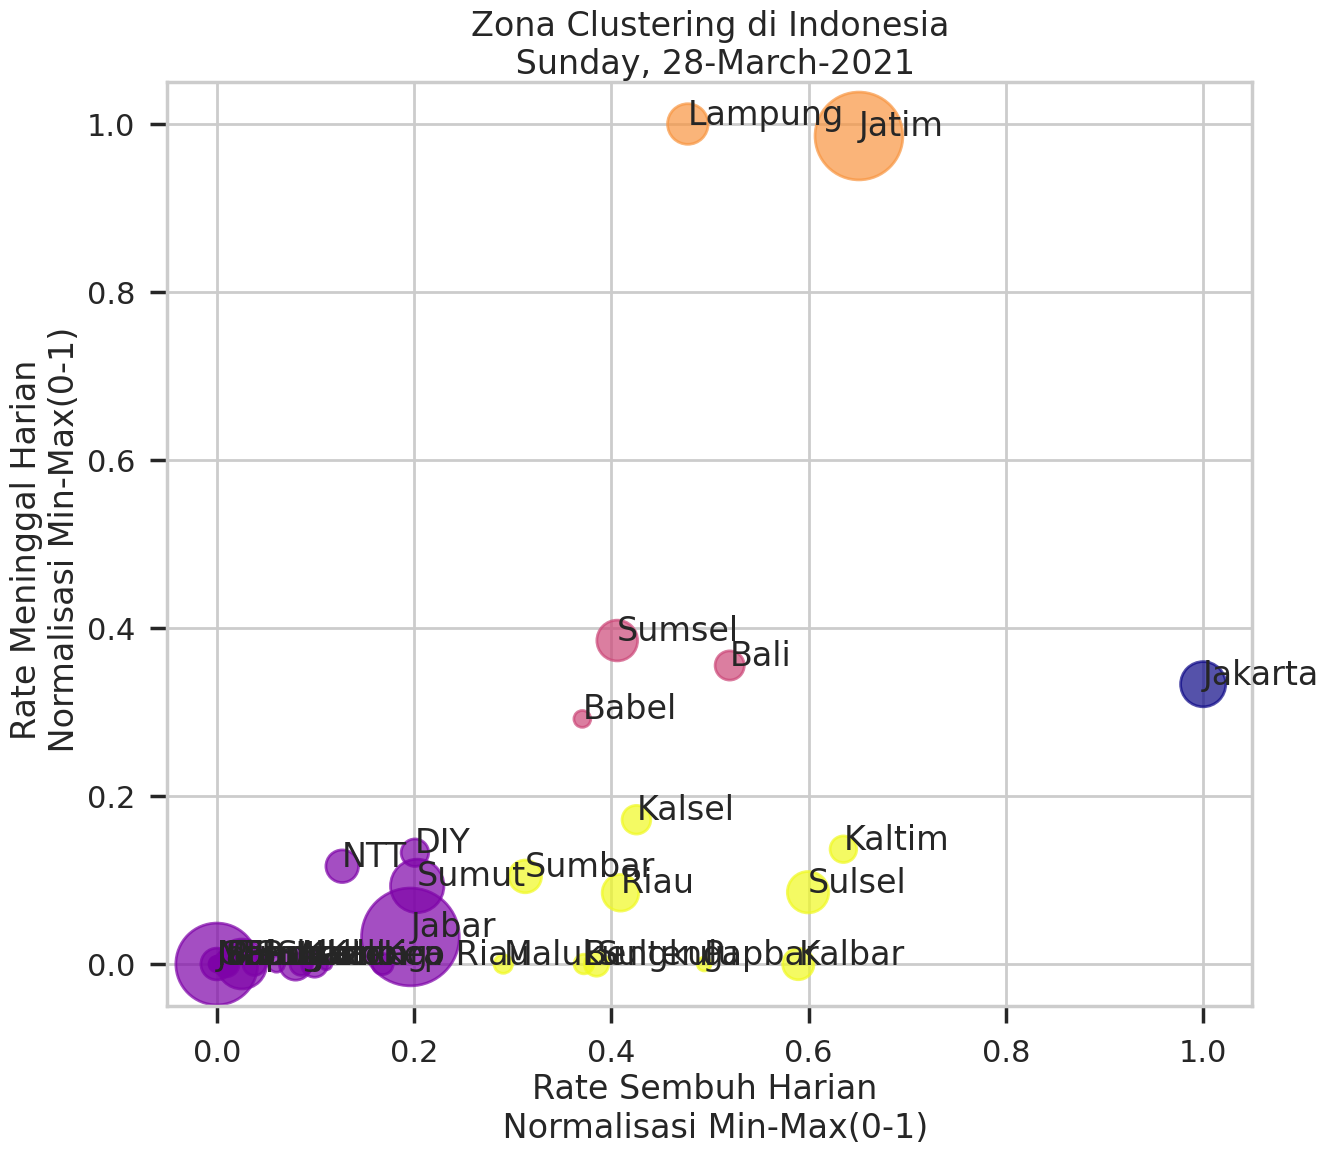 Zona Clustering di Indonesia
Sunday, 28-March-2021
Rate Meninggal Harian
Normalisasi Min-Max(0-1)
1.0
0.8
0.6
0.4
0.2
0.0
Lampung
Jatim
Sumsel
Bali
Jakarta
Babel
Kalsel
Kaltim
DIY
NTT
Sumbar
Sumut
Riau
Sulsel
Jabar
Kep Riau
Maluku
Papbar
Kalbar
0.0 0.2 0.4 0.6 0.8 1.0
Rate Sembuh Harian
Normalisasi Min-Max(0-1)